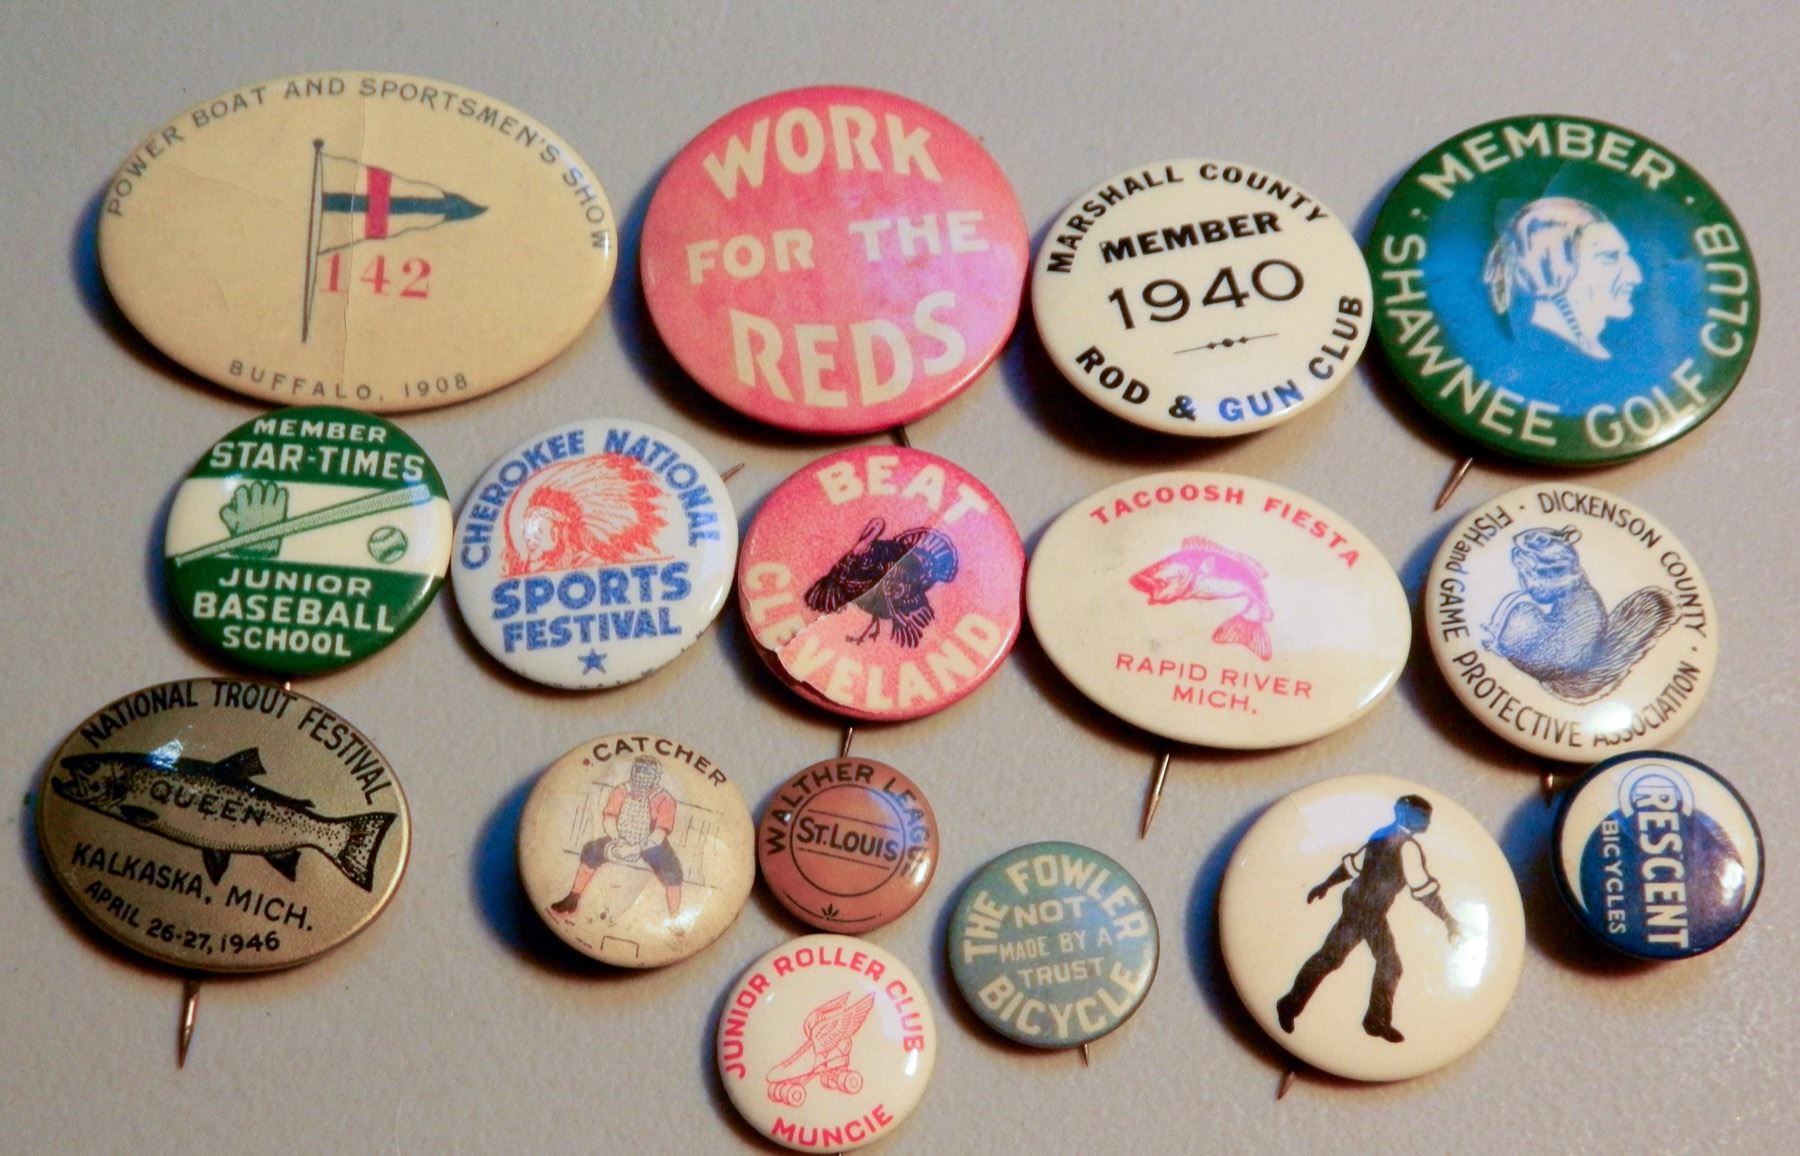 POWER BOAT AND SPORTSMEN'S SHOW
142
BUFFALO, 1908
WORK
FOR THE
REDS
MARSHALL COUNTY
MEMBER
1940
ROD & GUN CLUB
· MEMBER ·
SHAWNEE GOLF CLUB
MEMBER
STAR-TIMES
JUNIOR
BASEBALL
SCHOOL
CHEROKEE NATIONAL
SPORTS
FESTIVAL
BEAT
CLEVELAND
TACOOSH FIESTA
RAPID RIVER
MICH.
· DICKENSON COUNTY ·
FISH and GAME PROTECTIVE ASSOCIATION
NATIONAL TROUT FESTIVAL
QUEEN
KALKASKA, MICH.
APRIL 26-27, 1946
CATCHER
WALTHER LEAGUE
ST. LOUIS
THE FOWLER
NOT
MADE BY A
TRUST
BICYCLE
CRESCENT
BICYCLES
JUNIOR ROLLER CLUB
MUNCIE